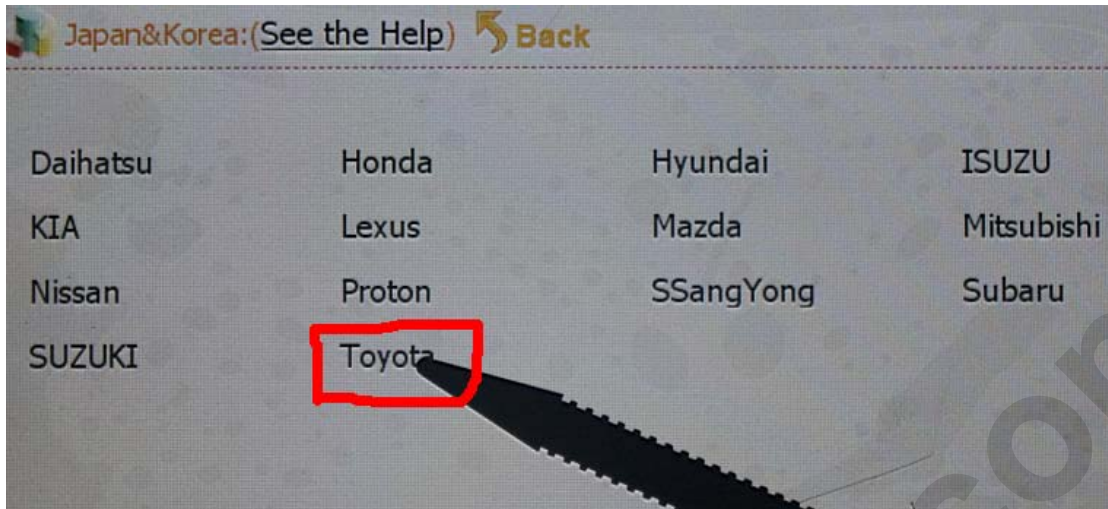 Japan&Korea:(See the Help) Back
Daihatsu Honda Hyundai ISUZU
KIA Lexus Mazda Mitsubishi
Nissan Proton SSangYong Subaru
SUZUKI Toyota